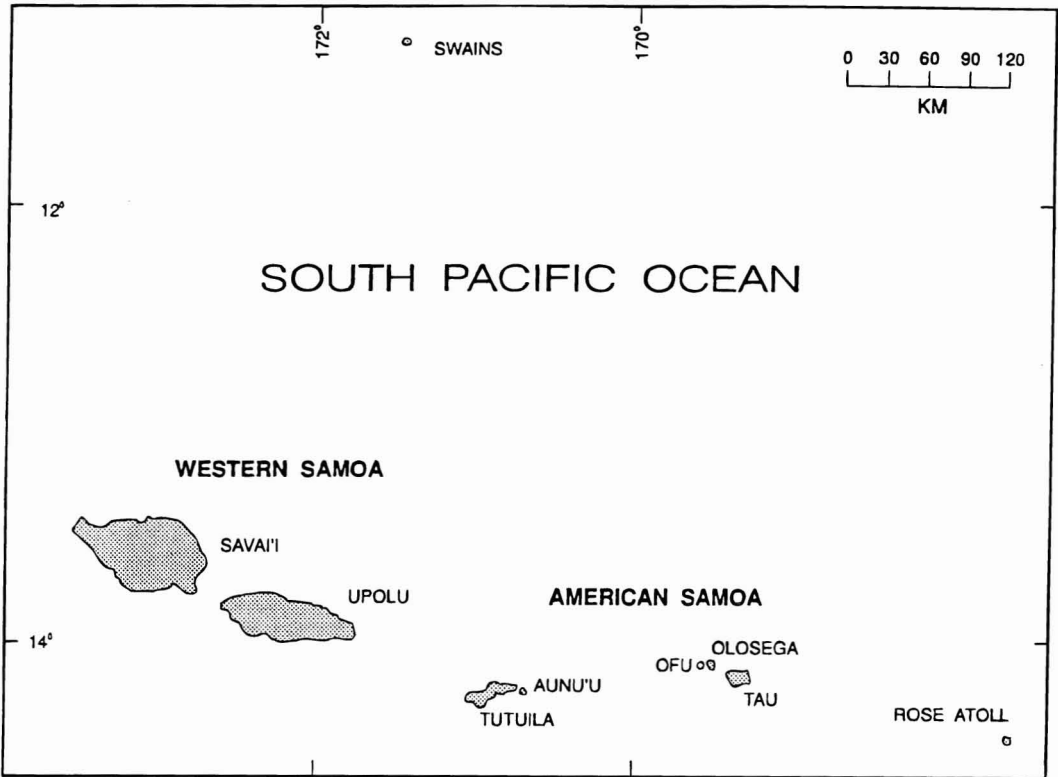 172°
170°
SWAINS
0 30 60 90 120
KM
12°
SOUTH PACIFIC OCEAN
WESTERN SAMOA
SAVAI'I
UPOLU
AMERICAN SAMOA
14°
OLOSEGA
OFU
AUNU'U
TAU
TUTUILA
ROSE ATOLL